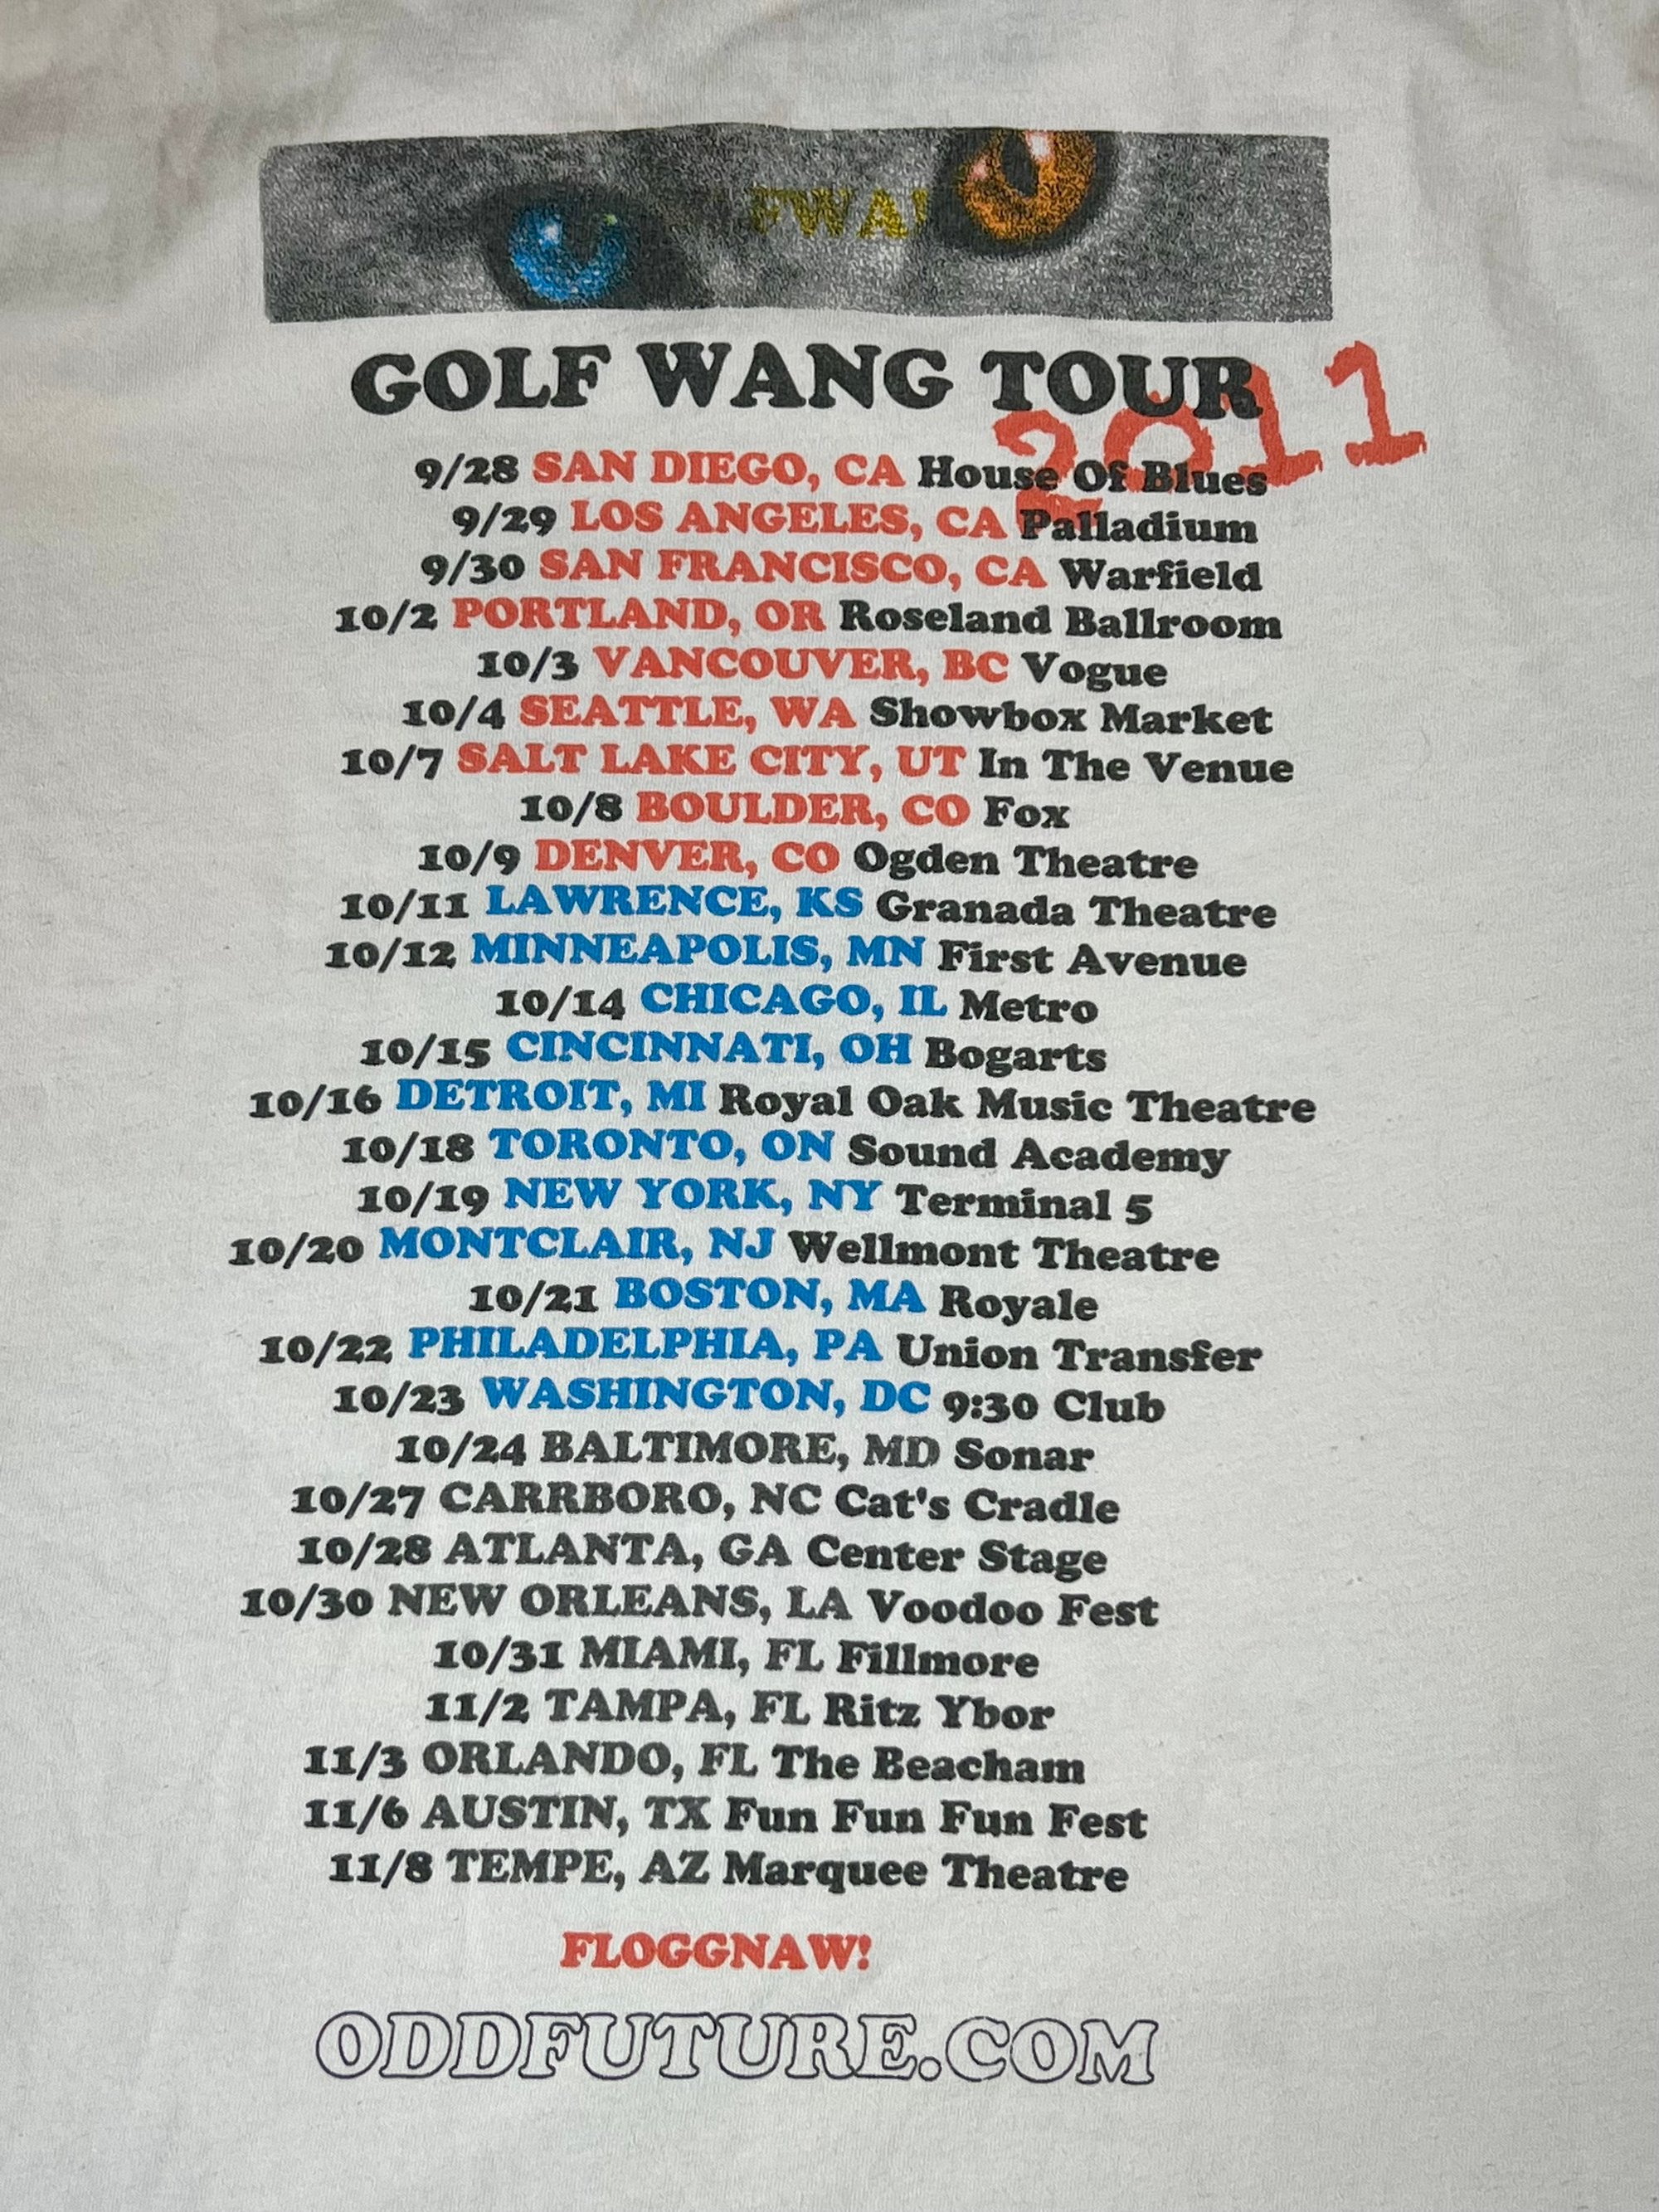 FWA
GOLF WANG TOUR
2011
9/28 SAN DIEGO, CA House Of Blues
9/29 LOS ANGELES, CA Palladium
9/30 SAN FRANCISCO, CA Warfield
10/2 PORTLAND, OR Roseland Ballroom
10/3 VANCOUVER, BC Vogue
10/4 SEATTLE, WA Showbox Market
10/7 SALT LAKE CITY, UT In The Venue
10/8 BOULDER, CO Fox
10/9 DENVER, CO Ogden Theatre
10/11 LAWRENCE, KS Granada Theatre
10/12 MINNEAPOLIS, MN First Avenue
10/14 CHICAGO, IL Metro
10/15 CINCINNATI, OH Bogarts
10/16 DETROIT, MI Royal Oak Music Theatre
10/18 TORONTO, ON Sound Academy
10/19 NEW YORK, NY Terminal 5
10/20 MONTCLAIR, NJ Wellmont Theatre
10/21 BOSTON, MA Royale
10/22 PHILADELPHIA, PA Union Transfer
10/23 WASHINGTON, DC 9:30 Club
10/24 BALTIMORE, MD Sonar
10/27 CARRBORO, NC Cat's Cradle
10/28 ATLANTA, GA Center Stage
10/30 NEW ORLEANS, LA Voodoo Fest
10/31 MIAMI, FL Fillmore
11/2 TAMPA, FL Ritz Ybor
11/3 ORLANDO, FL The Beacham
11/6 AUSTIN, TX Fun Fun Fun Fest
11/8 TEMPE, AZ Marquee Theatre
FLOGGNAW!
ODDFUTURE.COM